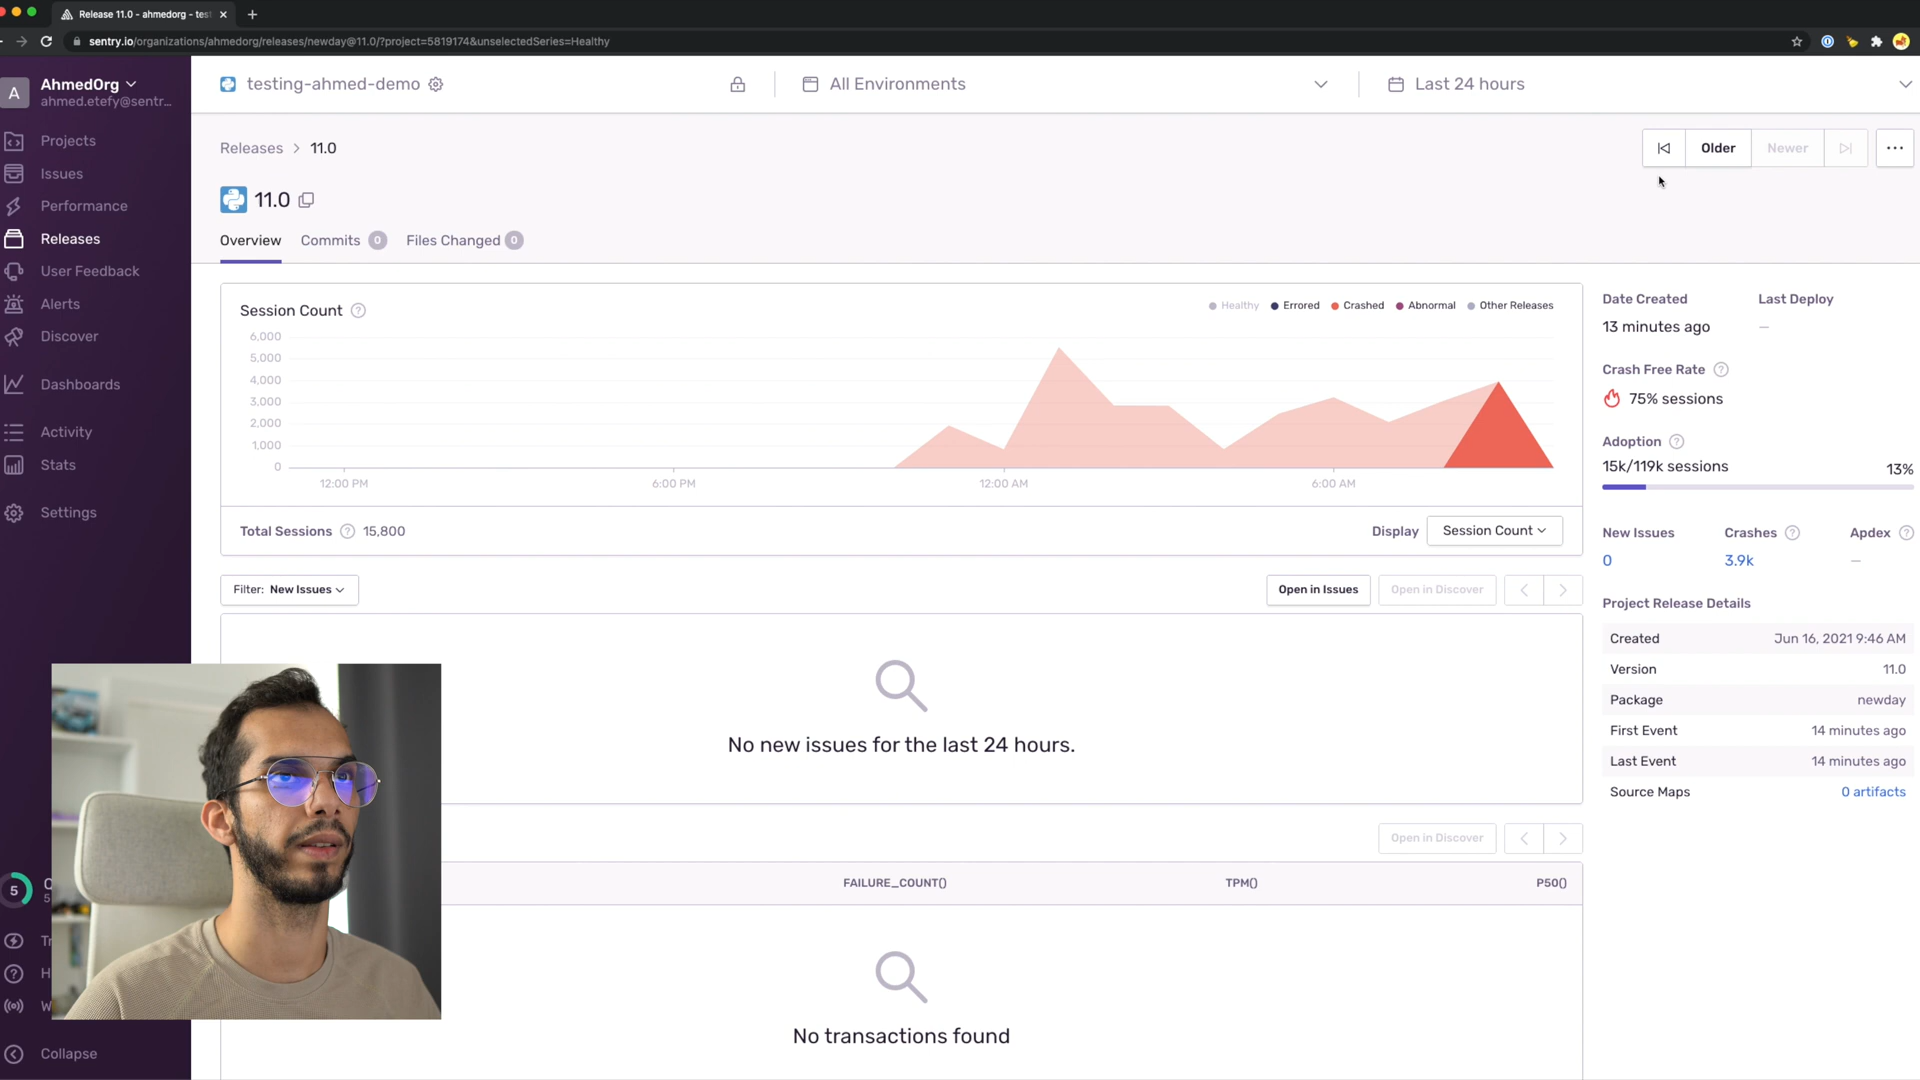 Release 11.0 - ahmedorg - tes
sentry.io/organizations/ahmedorg/releases/newday@11.0/?project=5819174&unselectedSeries=Healthy
A
AhmedOrg
ahmed.etefy@sentr...
Projects
Issues
Performance
Releases
User Feedback
Alerts
Discover
Dashboards
Activity
Stats
Settings
5
Collapse
testing-ahmed-demo
All Environments
Last 24 hours
Releases > 11.0
Older
Newer
11.0
Overview
Commits 0
Files Changed 0
Session Count ?
Healthy
Errored
Crashed
Abnormal
Other Releases
6,000
5,000
4,000
3,000
2,000
1,000
0
12:00 PM
6:00 PM
12:00 AM
6:00 AM
Total Sessions ? 15,800
Display
Session Count
Filter: New Issues
Open in Issues
Open in Discover
No new issues for the last 24 hours.
Open in Discover
FAILURE_COUNT()
TPM()
P50()
No transactions found
Date Created
Last Deploy
13 minutes ago
—
Crash Free Rate ?
75% sessions
Adoption ?
15k/119k sessions
13%
New Issues
Crashes ?
Apdex ?
0
3.9k
—
Project Release Details
Created
Jun 16, 2021 9:46 AM
Version
11.0
Package
newday
First Event
14 minutes ago
Last Event
14 minutes ago
Source Maps
0 artifacts